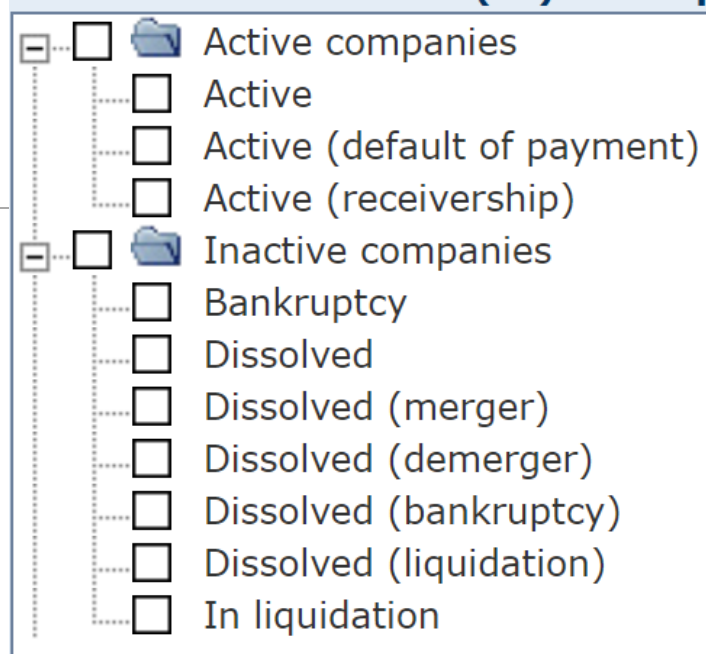 Active companies
Active
Active (default of payment)
Active (receivership)
Inactive companies
Bankruptcy
Dissolved
Dissolved (merger)
Dissolved (demerger)
Dissolved (bankruptcy)
Dissolved (liquidation)
In liquidation